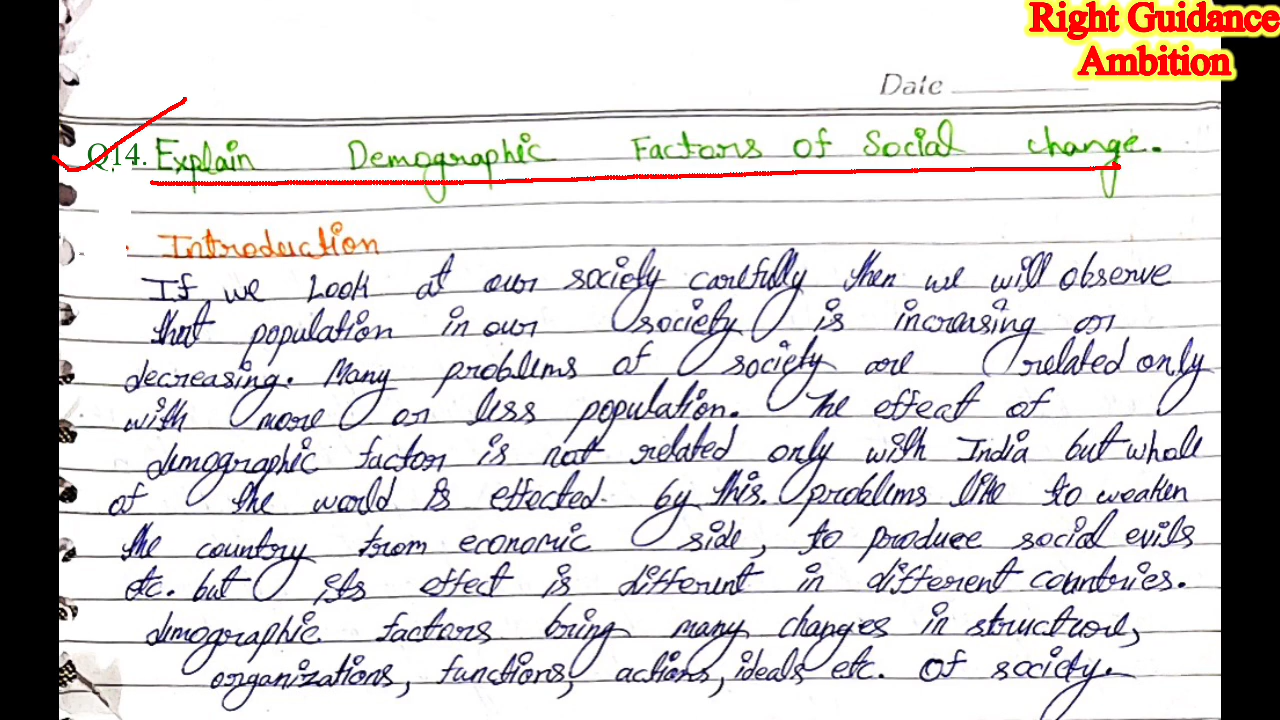 Right Guidance
Ambition
Date
Q14. Explain Demographic Factors of Social change.
Introduction
If we Look at our society carefully then we will observe
that population in our society is increasing or
decreasing. Many problems of society are related only
with more or less population. The effect of
demographic factor is not related only with India but whole
of the world is effected by this. problems like to weaken
the country from economic side, to produce social evils
etc. but its effect is different in different countries.
demographic factors bring many changes in structure,
organizations, functions, actions, ideals etc. of society.